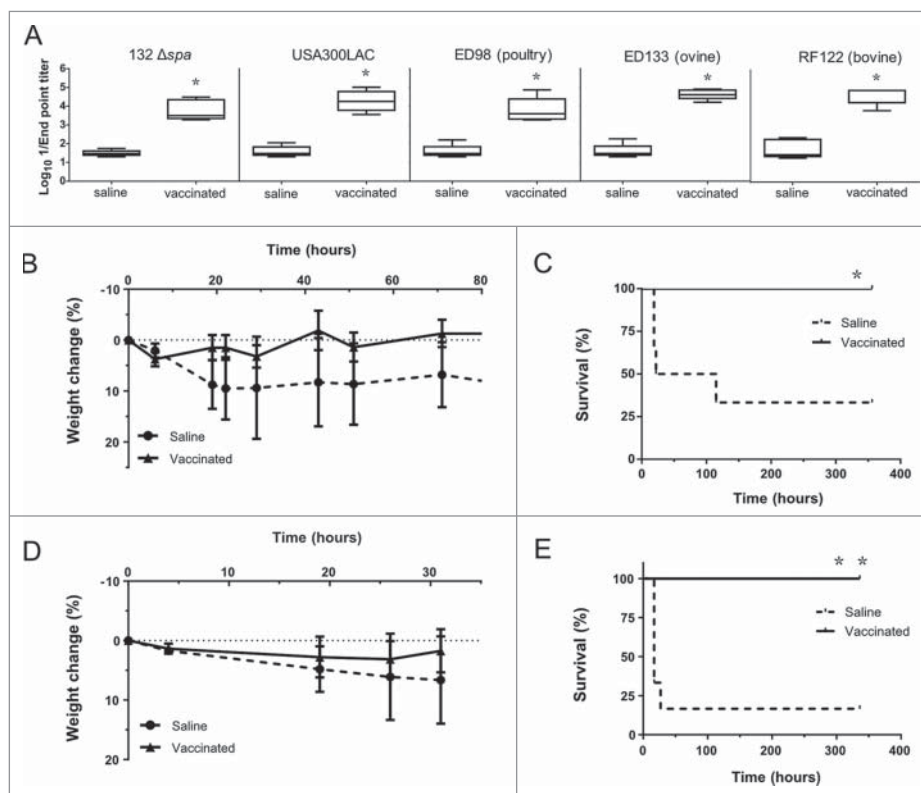 A
132 Δspa
USA300LAC
ED98 (poultry)
ED133 (ovine)
RF122 (bovine)
Log10 1/End point titer
6
5
4
3
2
1
0
*
*
*
*
*
saline
vaccinated
saline
vaccinated
saline
vaccinated
saline
vaccinated
saline
vaccinated
B
Time (hours)
0 20 40 60 80
Weight change (%)
-10
0
10
20
Saline
Vaccinated
C
*
Survival (%)
100
75
50
25
0
Saline
Vaccinated
0 100 200 300 400
Time (hours)
D
Time (hours)
0 10 20 30
Weight change (%)
-10
0
10
20
Saline
Vaccinated
E
* *
Survival (%)
100
75
50
25
0
Saline
Vaccinated
0 100 200 300 400
Time (hours)